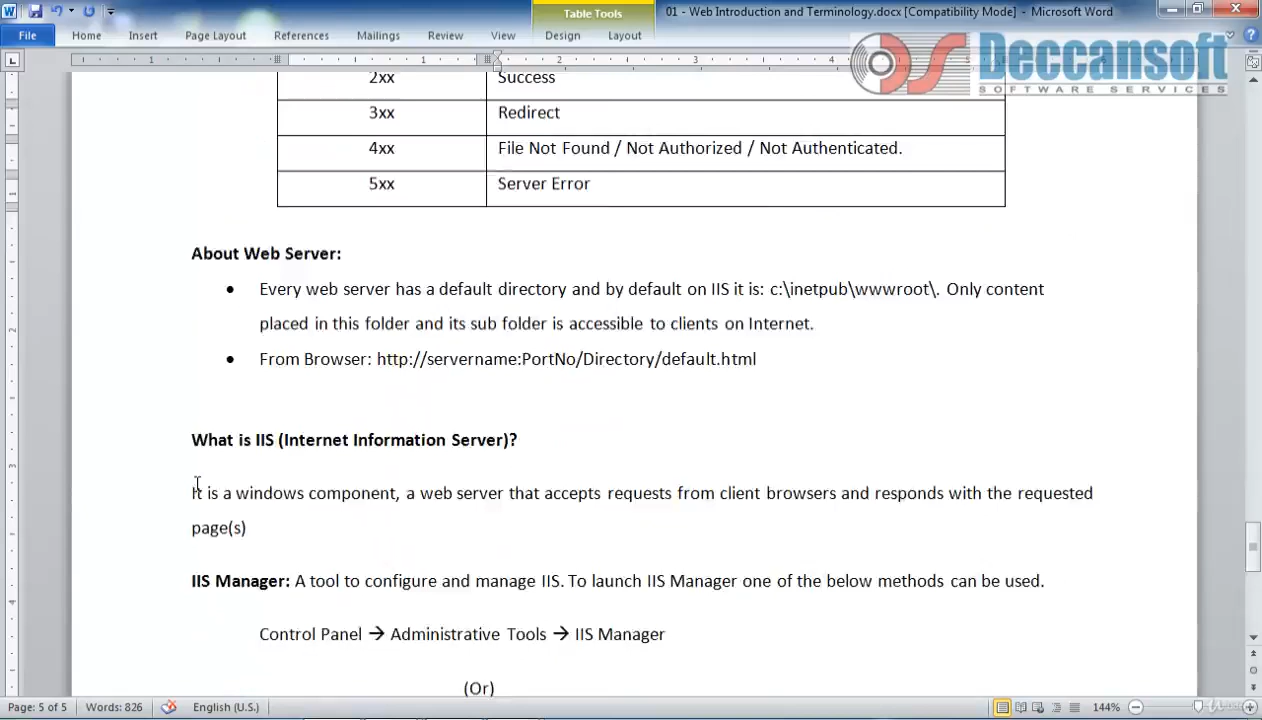 Table Tools
01 - Web Introduction and Terminology.docx [Compatibility Mode] - Microsoft Word
File Home Insert Page Layout References Mailings Review View Design Layout
Deccansoft
SOFTWARE SERVICES
2xx Success
3xx Redirect
4xx File Not Found / Not Authorized / Not Authenticated.
5xx Server Error
About Web Server:
• Every web server has a default directory and by default on IIS it is: c:\inetpub\wwwroot\. Only content
placed in this folder and its sub folder is accessible to clients on Internet.
• From Browser: http://servername:PortNo/Directory/default.html
What is IIS (Internet Information Server)?
It is a windows component, a web server that accepts requests from client browsers and responds with the requested
page(s)
IIS Manager: A tool to configure and manage IIS. To launch IIS Manager one of the below methods can be used.
Control Panel → Administrative Tools → IIS Manager
(Or)
Page: 5 of 5 Words: 826 English (U.S.) 144%